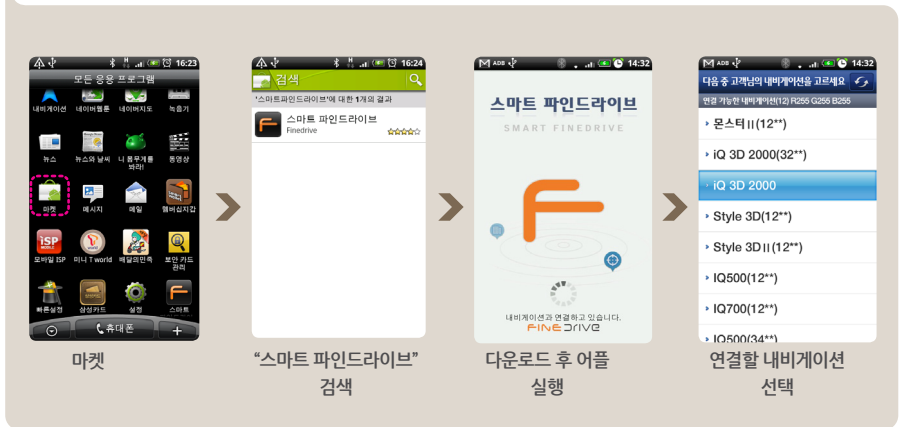 16:23
모든 응용 프로그램
내비게이션 네이버웹툰 네이버지도 녹음기
뉴스 뉴스와 날씨 니 몸무게를 봐라! 동영상
마켓 메시지 메일 햄버십지갑
iSP MOBILE
모바일 ISP 미니 T world 배달의민족 보안 카드 관리
빠른설정 삼성카드 설정 스마트
휴대폰
마켓
16:24
검색
'스마트파인드라이브'에 대한 1개의 결과
스마트 파인드라이브
Finedrive
“스마트 파인드라이브”
검색
ADB 14:32
스마트 파인드라이브
SMART FINEDRIVE
내비게이션과 연결하고 있습니다.
FINEDRIVE
다운로드 후 어플
실행
ADB 14:32
다음 중 고객님의 내비게이션을 고르세요
연결 가능한 내비게이션(12) R255 G255 B255
몬스터II(12**)
iQ 3D 2000(32**)
iQ 3D 2000
Style 3D(12**)
Style 3DII(12**)
IQ500(12**)
IQ700(12**)
IQ500(34**)
연결할 내비게이션
선택